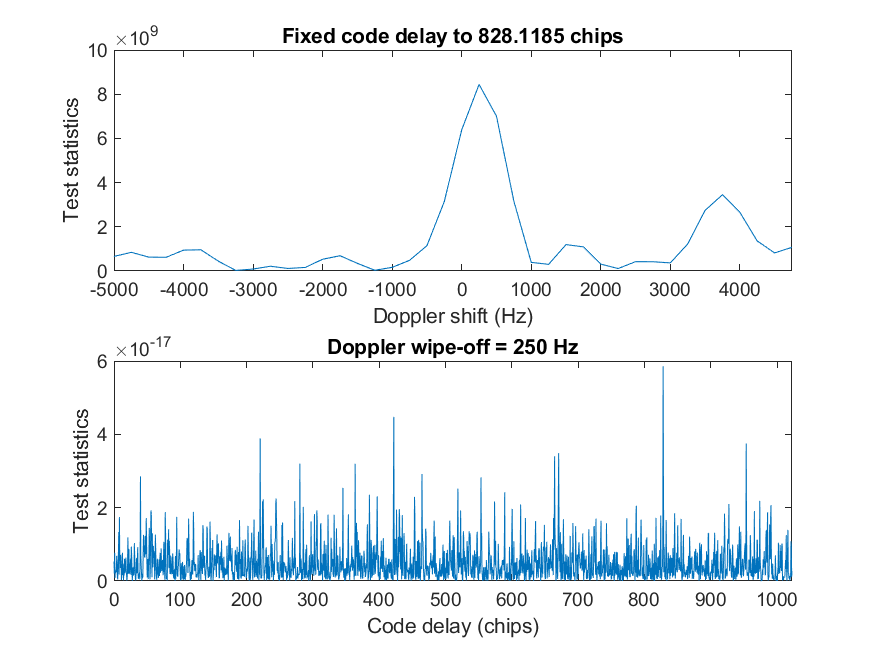 Fixed code delay to 828.1185 chips
×10^9
10
8
6
4
2
0
Test statistics
-5000 -4000 -3000 -2000 -1000 0 1000 2000 3000 4000
Doppler shift (Hz)
Doppler wipe-off = 250 Hz
×10^-17
6
4
2
0
Test statistics
0 100 200 300 400 500 600 700 800 900 1000
Code delay (chips)